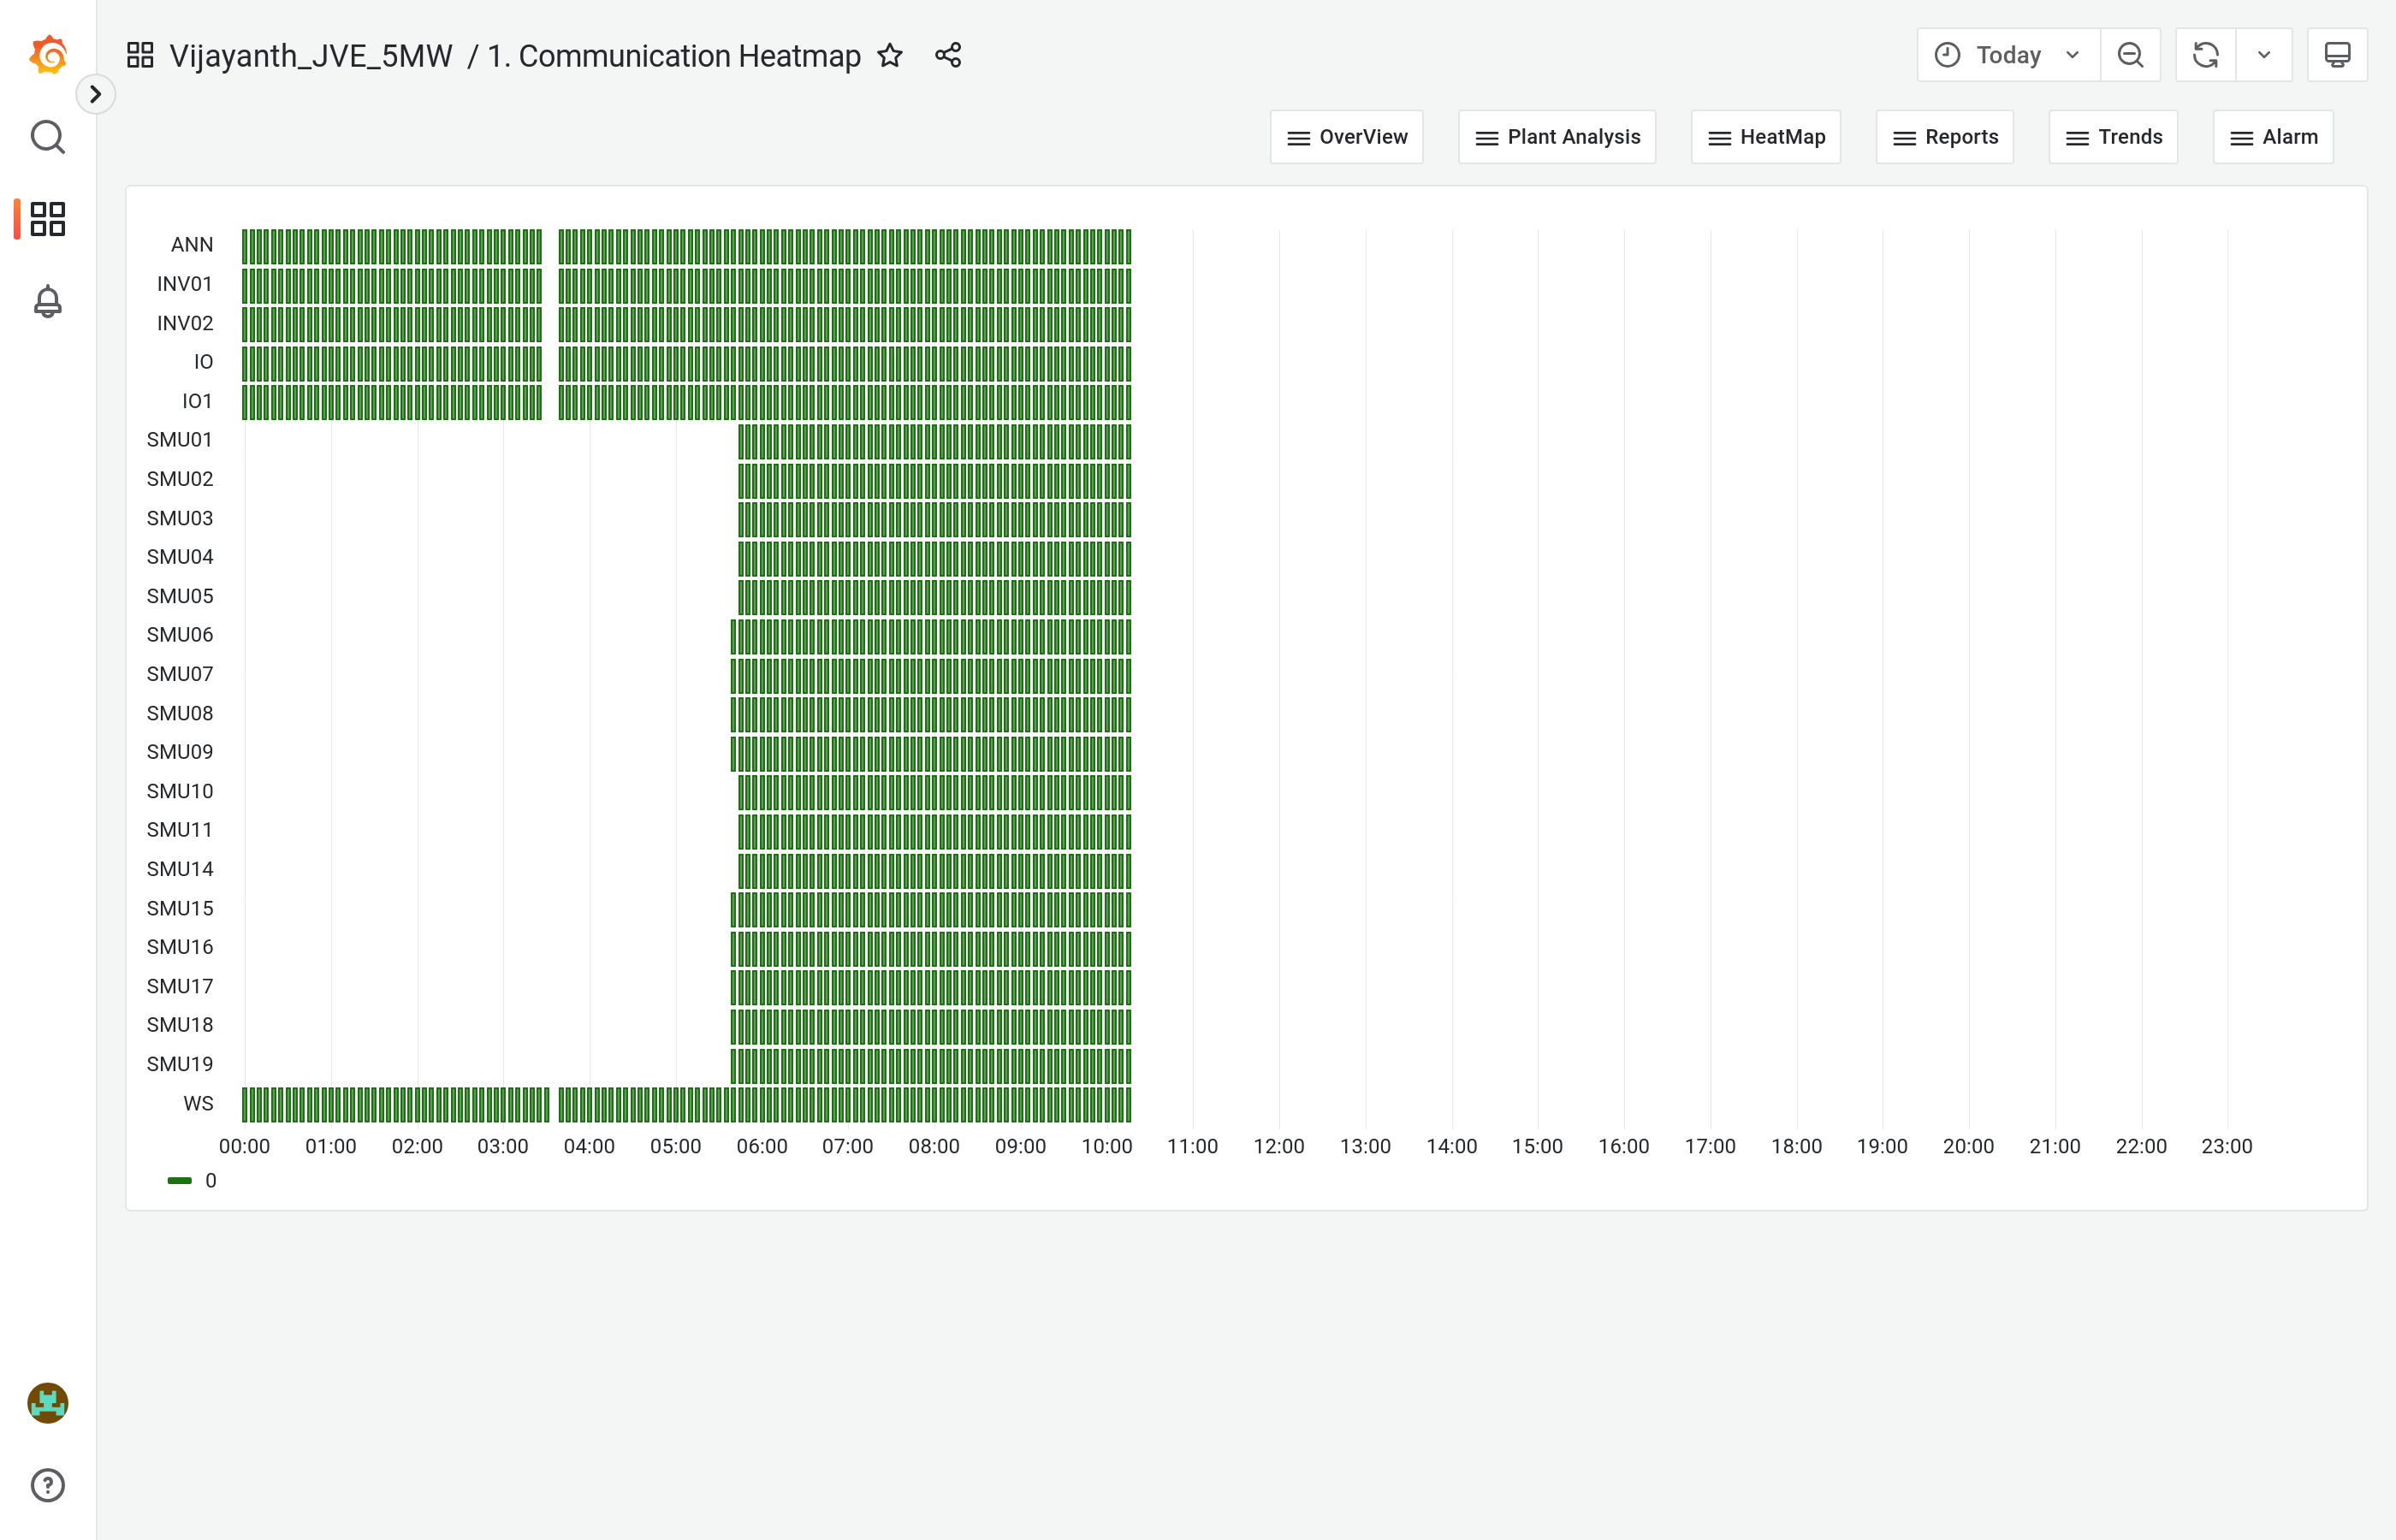 Vijayanth_JVE_5MW / 1. Communication Heatmap
Today
OverView
Plant Analysis
HeatMap
Reports
Trends
Alarm
ANN
INV01
INV02
IO
IO1
SMU01
SMU02
SMU03
SMU04
SMU05
SMU06
SMU07
SMU08
SMU09
SMU10
SMU11
SMU14
SMU15
SMU16
SMU17
SMU18
SMU19
WS
00:00 01:00 02:00 03:00 04:00 05:00 06:00 07:00 08:00 09:00 10:00 11:00 12:00 13:00 14:00 15:00 16:00 17:00 18:00 19:00 20:00 21:00 22:00 23:00
0